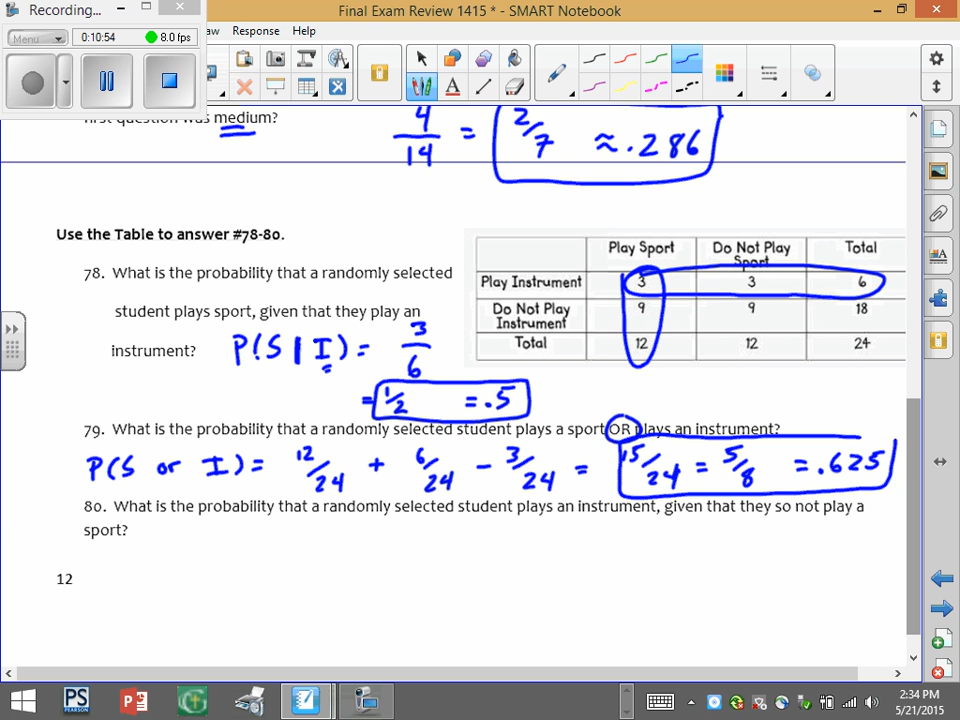 Recording...
Final Exam Review 1415 * - SMART Notebook
Menu
0:10:54
8.0 fps
aw Response Help
first question was medium?
4/14 = 2/7 ≈ .286
Use the Table to answer #78-80.
78. What is the probability that a randomly selected
student plays sport, given that they play an
instrument? P(S | I) = 3/6
= 1/2 = .5
Play Sport Do Not Play Sport Total
Play Instrument 3 3 6
Do Not Play Instrument 9 9 18
Total 12 12 24
79. What is the probability that a randomly selected student plays a sport OR plays an instrument?
P(S or I) = 12/24 + 6/24 - 3/24 = 15/24 = 5/8 = .625
80. What is the probability that a randomly selected student plays an instrument, given that they so not play a
sport?
12
PS
PEARSON
2:34 PM
5/21/2015